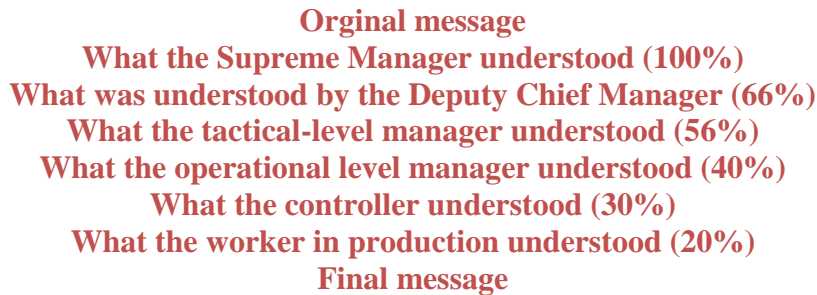 Orginal message
What the Supreme Manager understood (100%)
What was understood by the Deputy Chief Manager (66%)
What the tactical-level manager understood (56%)
What the operational level manager understood (40%)
What the controller understood (30%)
What the worker in production understood (20%)
Final message